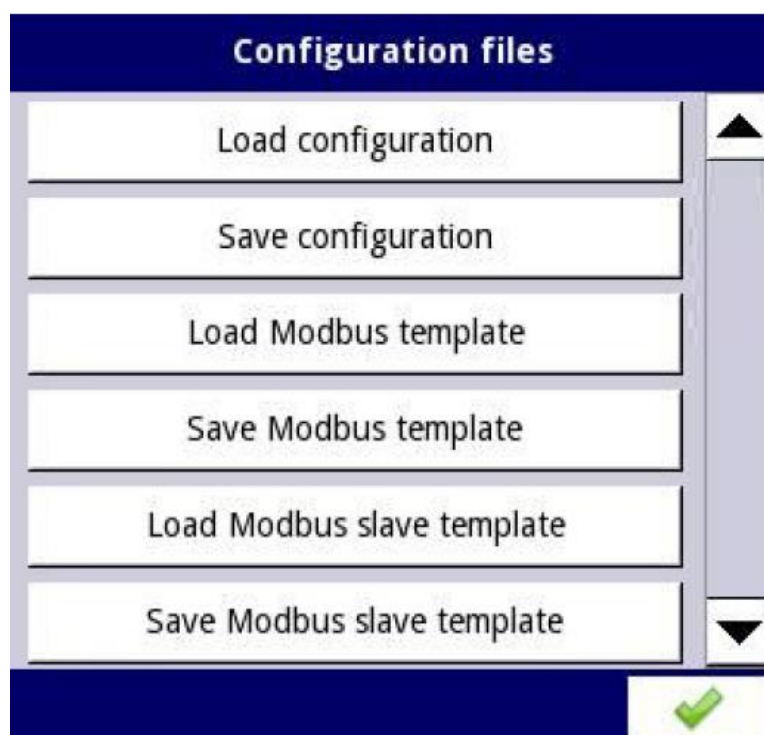 Configuration files
Load configuration
Save configuration
Load Modbus template
Save Modbus template
Load Modbus slave template
Save Modbus slave template